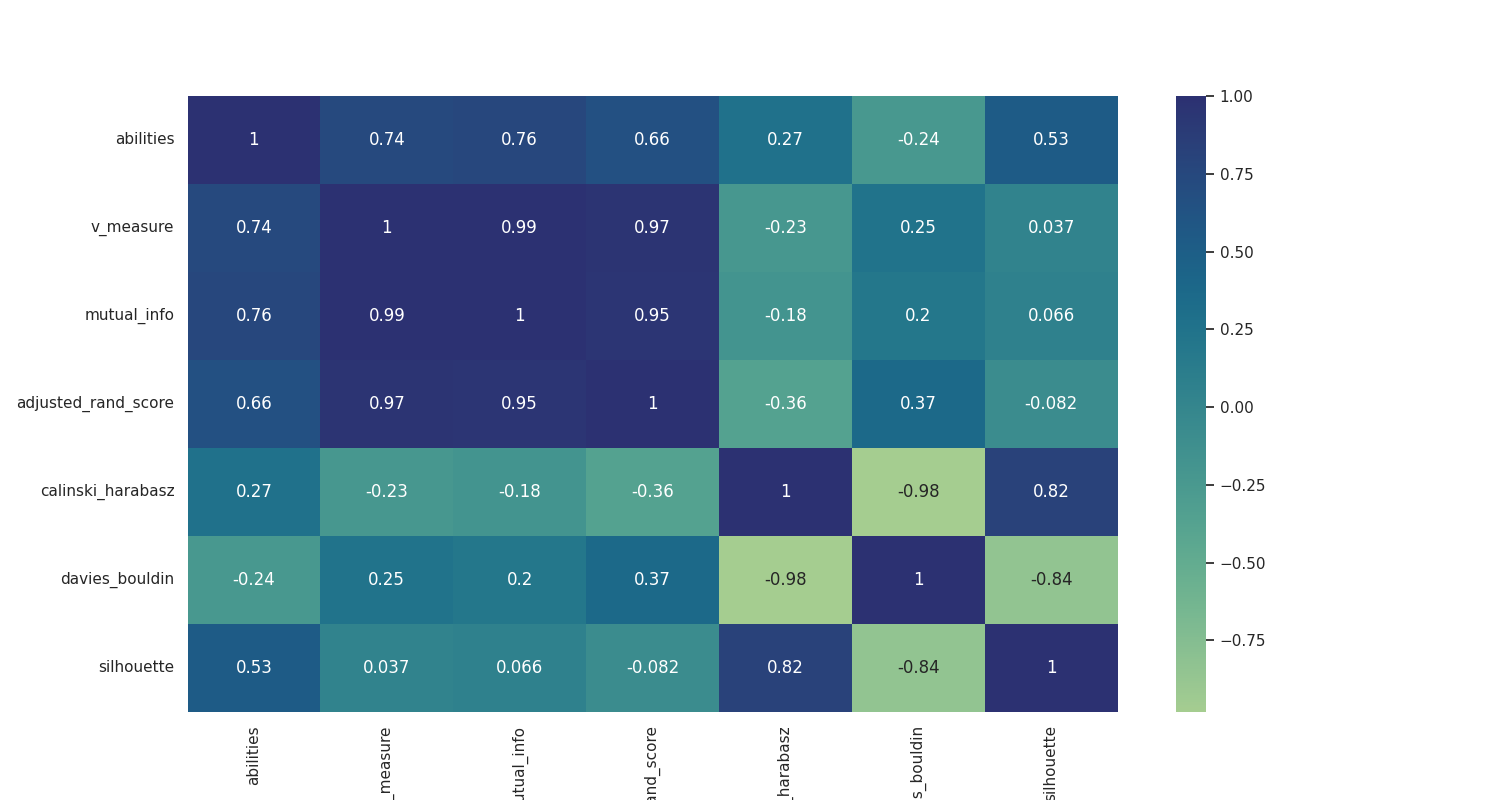 abilities 1 0.74 0.76 0.66 0.27 -0.24 0.53
v_measure 0.74 1 0.99 0.97 -0.23 0.25 0.037
mutual_info 0.76 0.99 1 0.95 -0.18 0.2 0.066
adjusted_rand_score 0.66 0.97 0.95 1 -0.36 0.37 -0.082
calinski_harabasz 0.27 -0.23 -0.18 -0.36 1 -0.98 0.82
davies_bouldin -0.24 0.25 0.2 0.37 -0.98 1 -0.84
silhouette 0.53 0.037 0.066 -0.082 0.82 -0.84 1
abilities
_measure
utual_info
and_score
_harabasz
s_bouldin
silhouette
1.00
0.75
0.50
0.25
0.00
−0.25
−0.50
−0.75